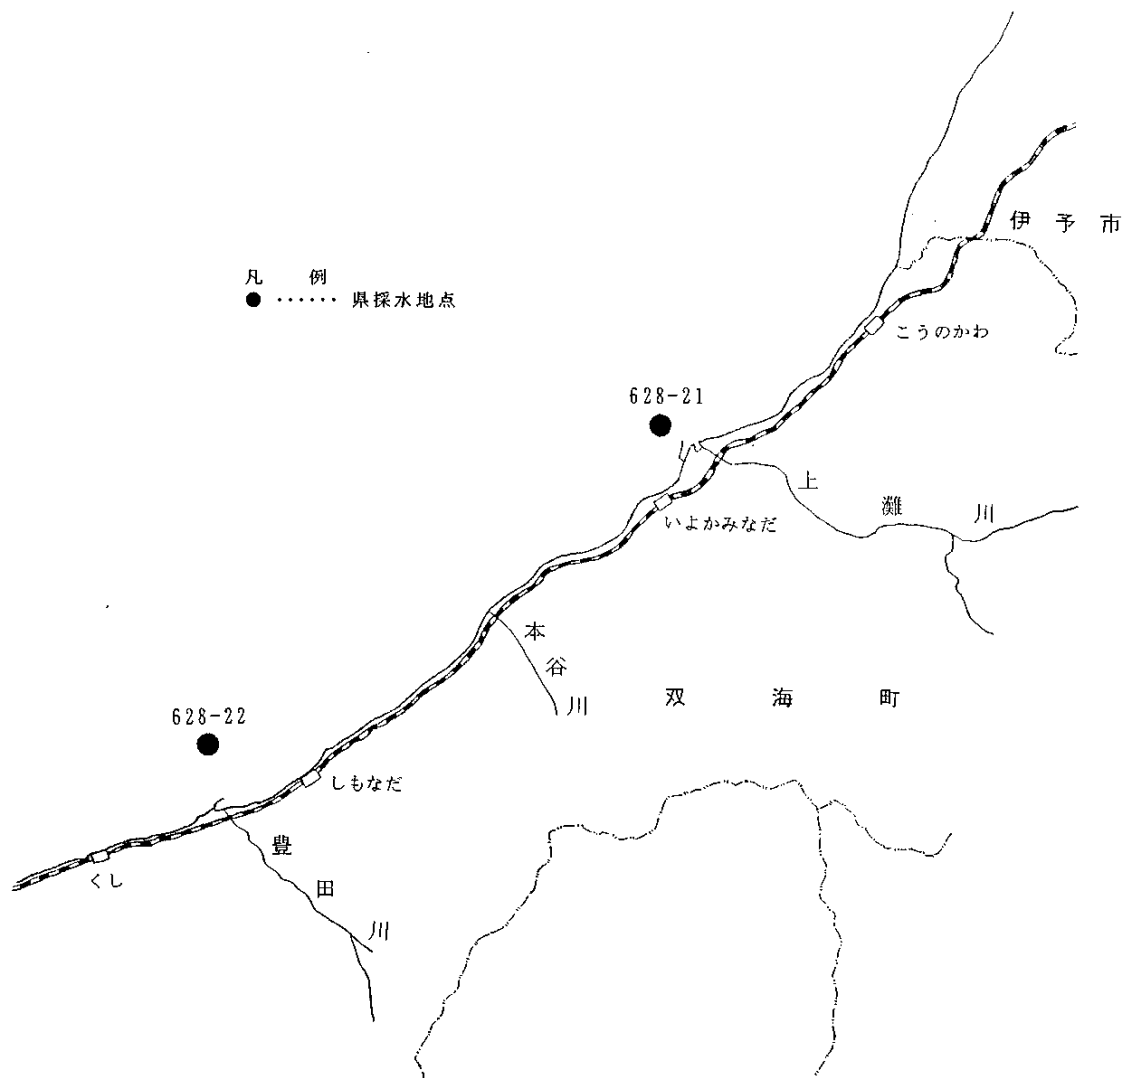 伊予市
凡例
●······県採水地点
こうのかわ
628-21
上灘川
いよかみなだ
本谷川
双海町
628-22
しもなだ
豊田川
くし